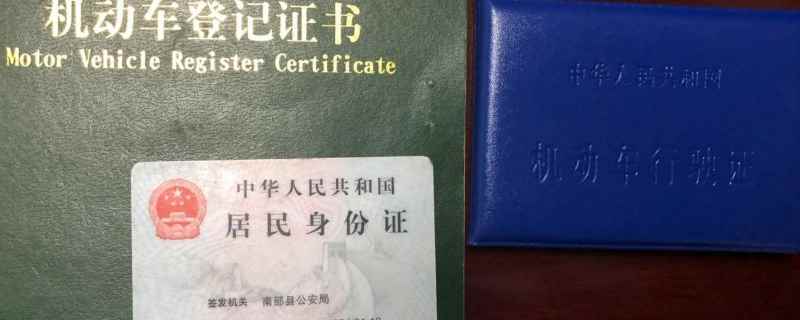 机动车登记证书
Motor Vehicle Register Certificate
中华人民共和国
居民身份证
签发机关 南部县公安局
中华人民共和国
机动车行驶证